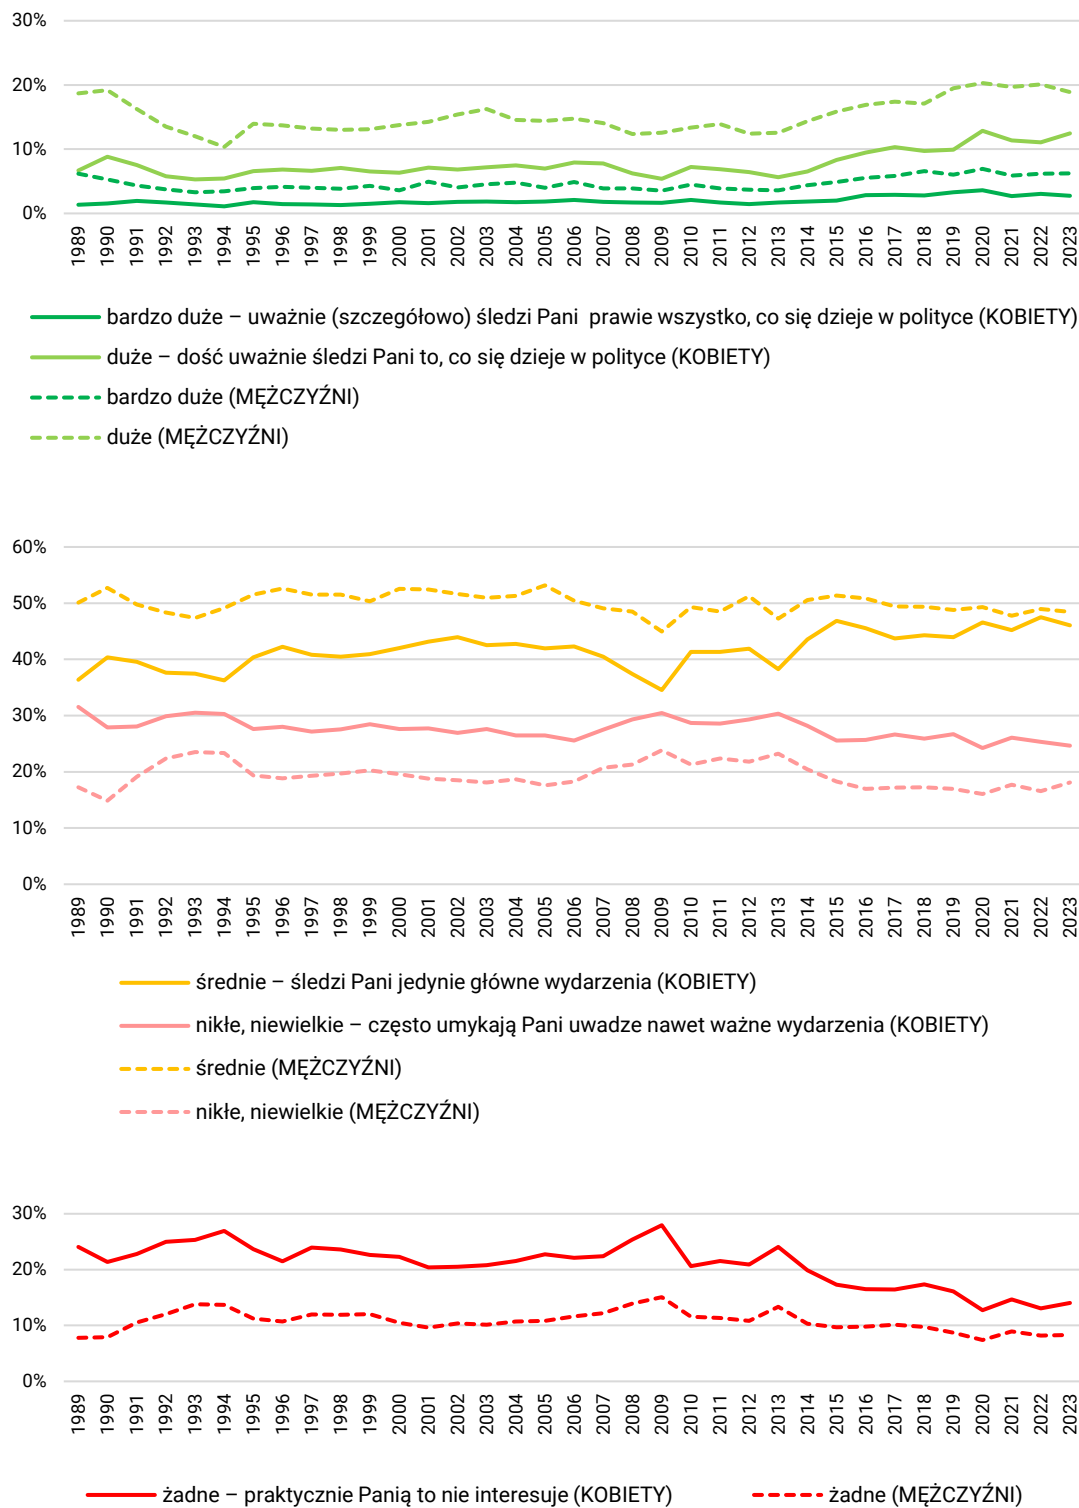 30%
20%
10%
0%
1989 1990 1991 1992 1993 1994 1995 1996 1997 1998 1999 2000 2001 2002 2003 2004 2005 2006 2007 2008 2009 2010 2011 2012 2013 2014 2015 2016 2017 2018 2019 2020 2021 2022 2023
bardzo duże – uważnie (szczegółowo) śledzi Pani prawie wszystko, co się dzieje w polityce (KOBIETY)
duże – dość uważnie śledzi Pani to, co się dzieje w polityce (KOBIETY)
bardzo duże (MĘŻCZYŹNI)
duże (MĘŻCZYŹNI)
60%
50%
40%
30%
20%
10%
0%
1989 1990 1991 1992 1993 1994 1995 1996 1997 1998 1999 2000 2001 2002 2003 2004 2005 2006 2007 2008 2009 2010 2011 2012 2013 2014 2015 2016 2017 2018 2019 2020 2021 2022 2023
średnie – śledzi Pani jedynie główne wydarzenia (KOBIETY)
nikłe, niewielkie – często umykają Pani uwadze nawet ważne wydarzenia (KOBIETY)
średnie (MĘŻCZYŹNI)
nikłe, niewielkie (MĘŻCZYŹNI)
30%
20%
10%
0%
1989 1990 1991 1992 1993 1994 1995 1996 1997 1998 1999 2000 2001 2002 2003 2004 2005 2006 2007 2008 2009 2010 2011 2012 2013 2014 2015 2016 2017 2018 2019 2020 2021 2022 2023
żadne – praktycznie Panią to nie interesuje (KOBIETY) żadne (MĘŻCZYŹNI)